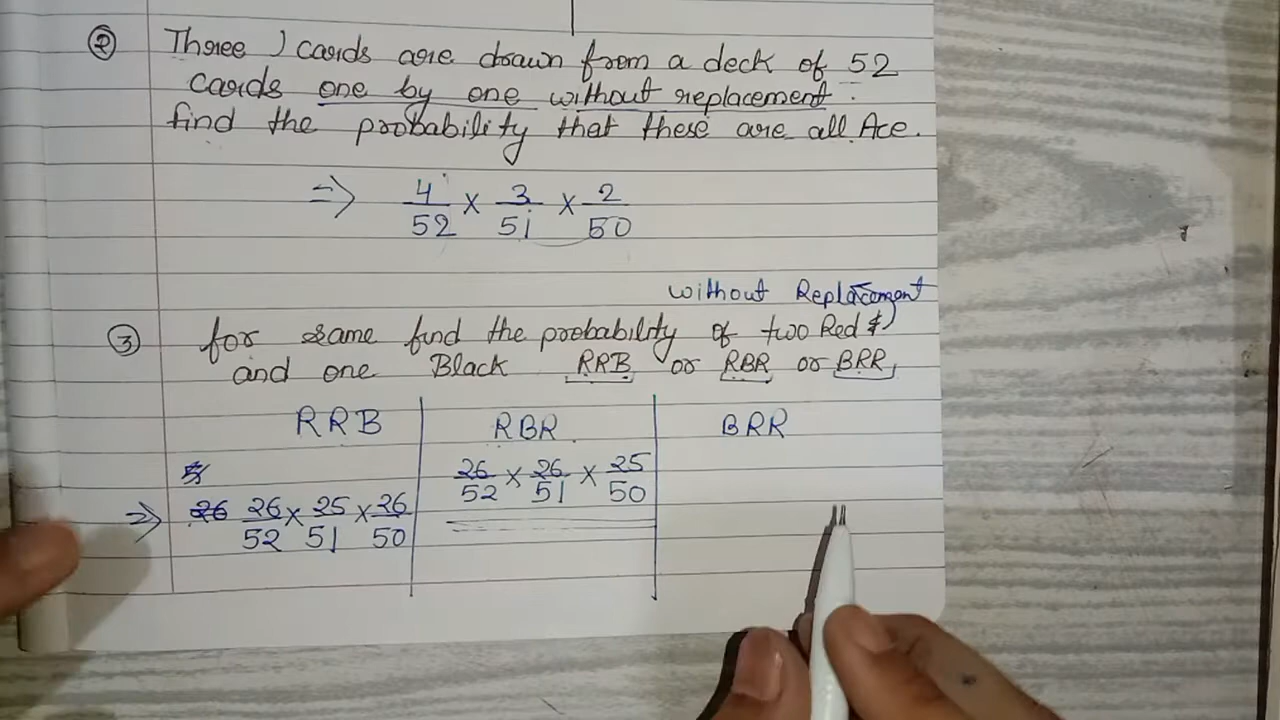 ② Three ) cards are drawn from a deck of 52
cards one by one without replacement.
find the probability that these are all Ace.
=> 4/52 × 3/51 × 2/50
without Replacement
③ for same find the probability of two Red &
and one Black RRB or RBR or BRR,
RRB RBR BRR
26/52 × 26/51 × 25/50
=> 26/52 × 25/51 × 26/50